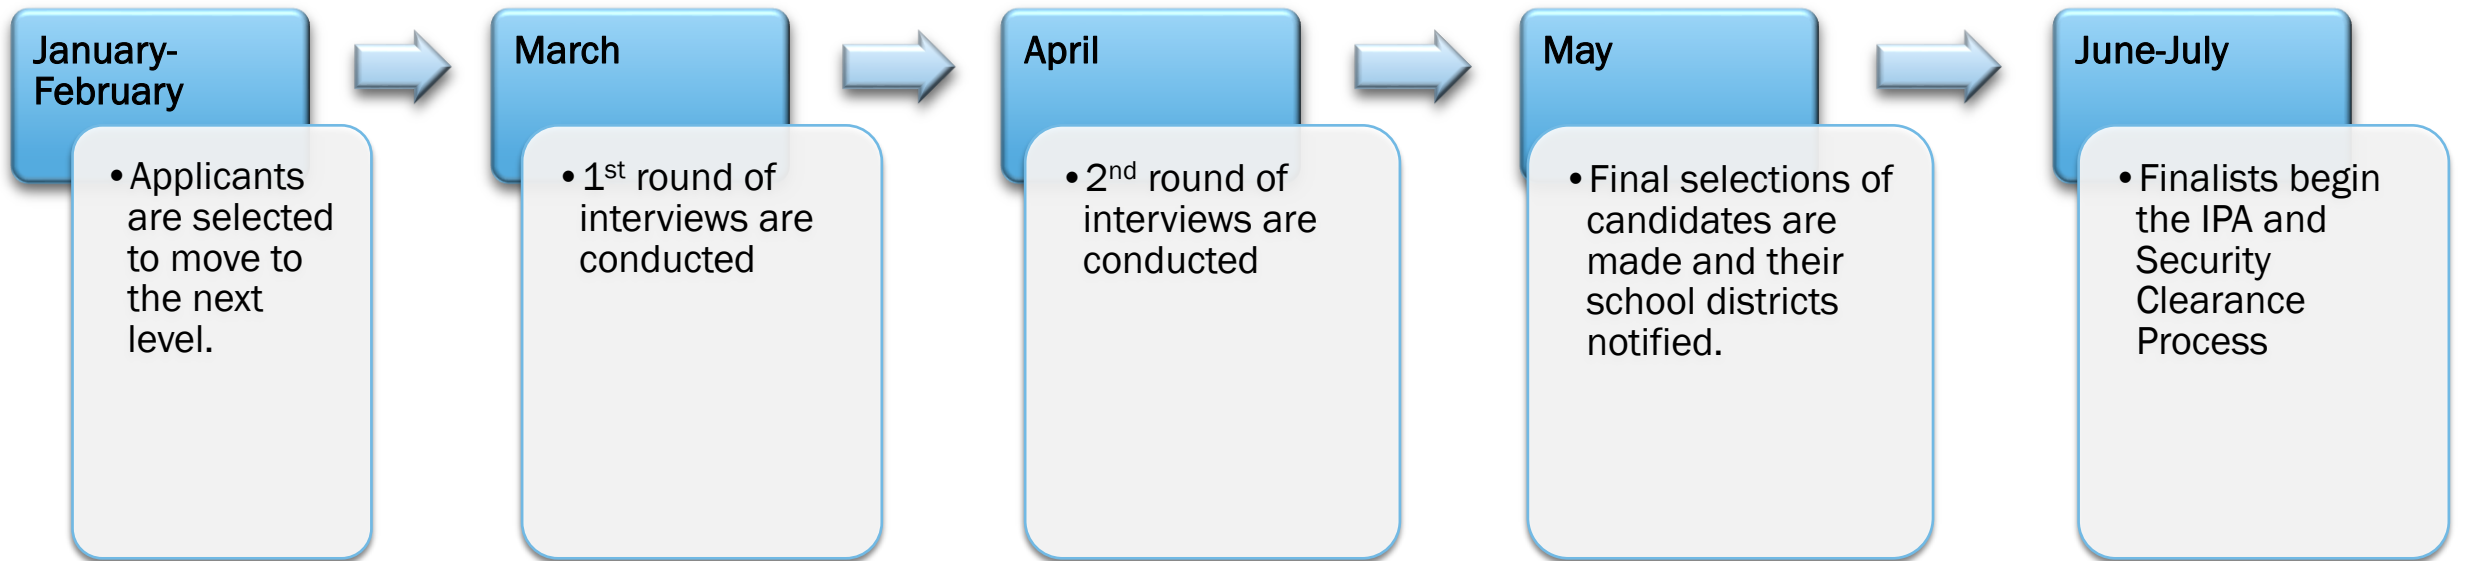 January-
February
• Applicants
are selected
to move to
the next
level.
March
• 1st round of
interviews are
conducted
April
• 2nd round of
interviews are
conducted
May
• Final selections of
candidates are
made and their
school districts
notified.
June-July
• Finalists begin
the IPA and
Security
Clearance
Process